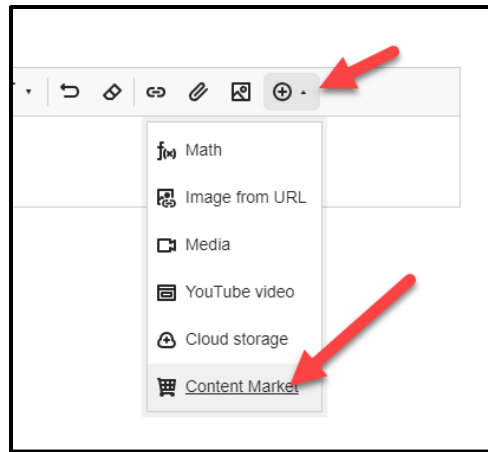 Math
Image from URL
Media
YouTube video
Cloud storage
Content Market